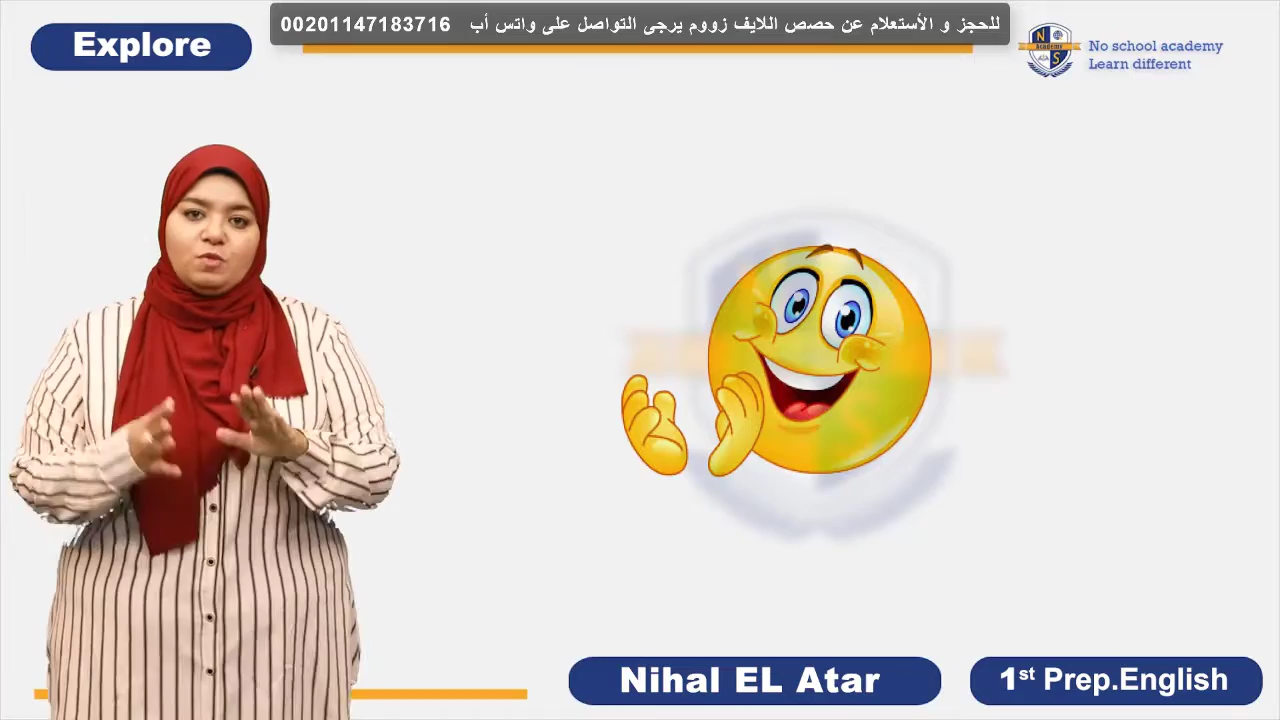 Explore
للحجز و الأستعلام عن حصص اللايف زووم يرجى التواصل على واتس أب 00201147183716
N
Academy
S
No school academy
Learn different
Nihal EL Atar
1st Prep.English